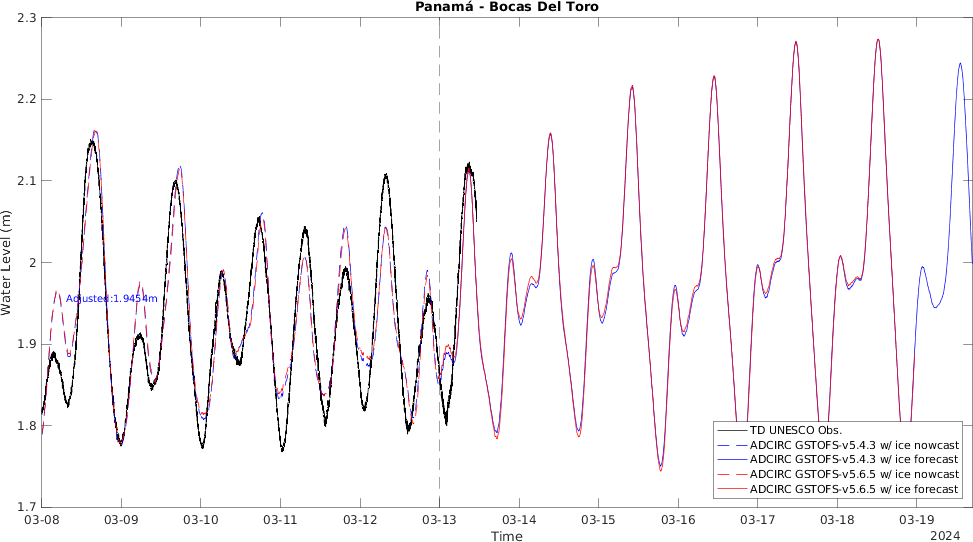 Panamá - Bocas Del Toro
2.3
2.2
2.1
2
1.9
1.8
1.7
Water Level (m)
Adjusted:1.9454m
TD UNESCO Obs.
ADCIRC GSTOFS-v5.4.3 w/ ice nowcast
ADCIRC GSTOFS-v5.4.3 w/ ice forecast
ADCIRC GSTOFS-v5.6.5 w/ ice nowcast
ADCIRC GSTOFS-v5.6.5 w/ ice forecast
03-08 03-09 03-10 03-11 03-12 03-13 03-14 03-15 03-16 03-17 03-18 03-19
Time
2024